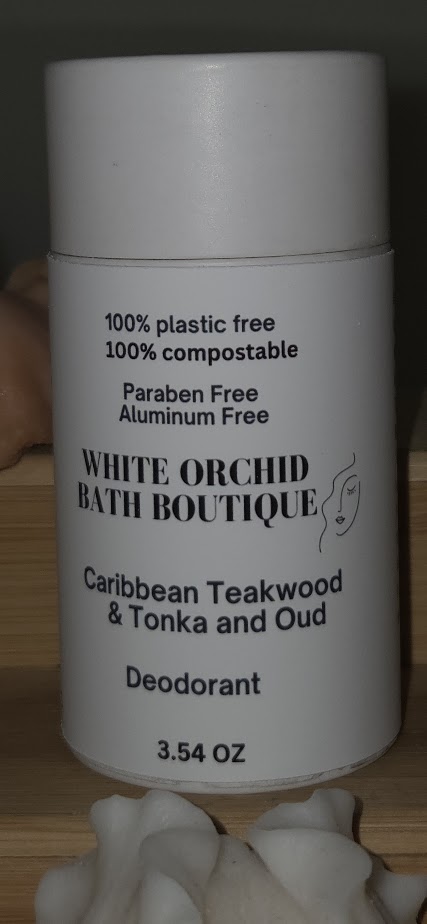 100% plastic free
100% compostable
Paraben Free
Aluminum Free
WHITE ORCHID
BATH BOUTIQUE
Caribbean Teakwood
& Tonka and Oud
Deodorant
3.54 OZ